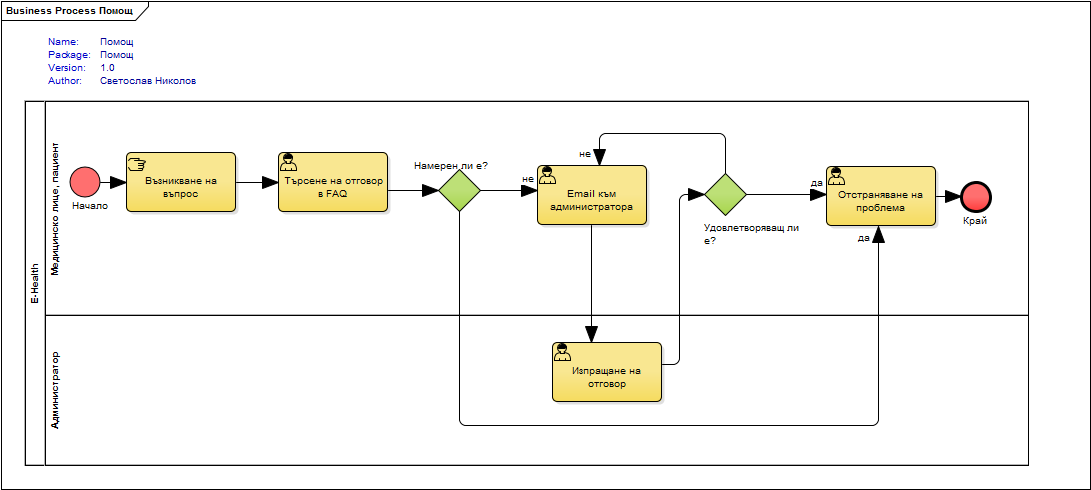 Business Process Помощ
Name: Помощ
Package: Помощ
Version: 1.0
Author: Светослав Николов
E-Health
Медицинско лице, пациент
Начало
Възникване на
въпрос
Търсене на отговор
в FAQ
Намерен ли е?
не
Email към
администратора
не
Удовлетворяващ ли
е?
да
Отстраняване на
проблема
да
Край
Администратор
Изпращане на
отговор